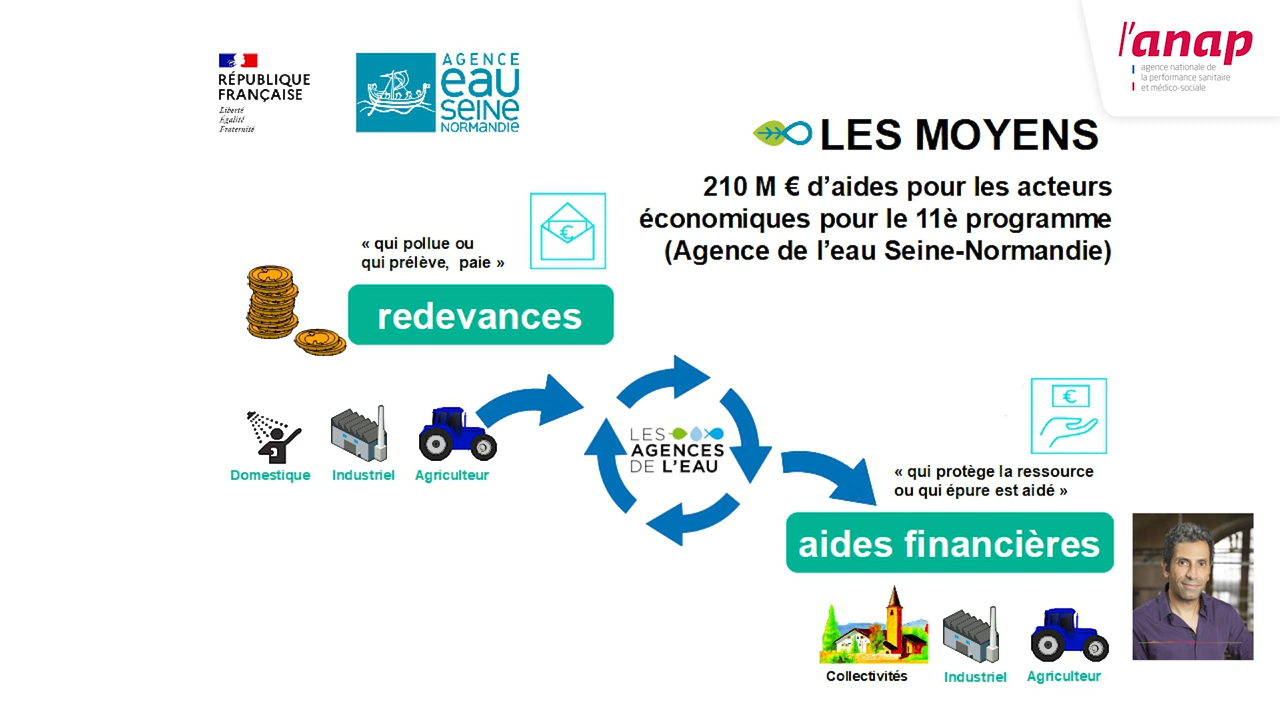 RÉPUBLIQUE
FRANÇAISE
Liberté
Égalité
Fraternité
AGENCE
eau
SEINE
NORMANDIE
l'anap
agence nationale de
la performance sanitaire
et médico-sociale
LES MOYENS
210 M € d’aides pour les acteurs
économiques pour le 11è programme
(Agence de l’eau Seine-Normandie)
« qui pollue ou
qui prélève, paie »
€
redevances
Domestique
Industriel
Agriculteur
LES
AGENCES
DE L’EAU
€
« qui protège la ressource
ou qui épure est aidé »
aides financières
Collectivités
Industriel
Agriculteur